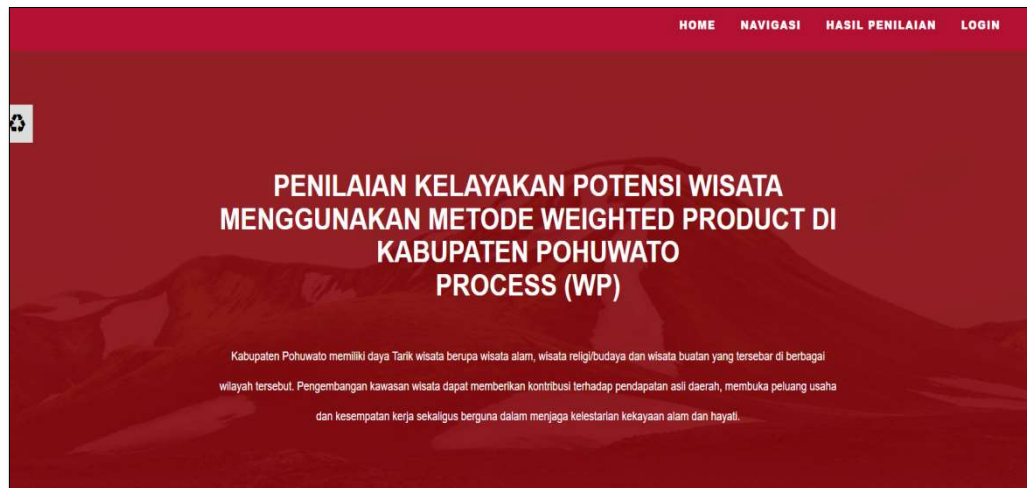 HOME NAVIGASI HASIL PENILAIAN LOGIN
PENILAIAN KELAYAKAN POTENSI WISATA
MENGGUNAKAN METODE WEIGHTED PRODUCT DI
KABUPATEN POHUWATO
PROCESS (WP)
Kabupaten Pohuwato memiliki daya Tarik wisata berupa wisata alam, wisata religi/budaya dan wisata buatan yang tersebar di berbagai
wilayah tersebut. Pengembangan kawasan wisata dapat memberikan kontribusi terhadap pendapatan asli daerah, membuka peluang usaha
dan kesempatan kerja sekaligus berguna dalam menjaga kelestarian kekayaan alam dan hayati.